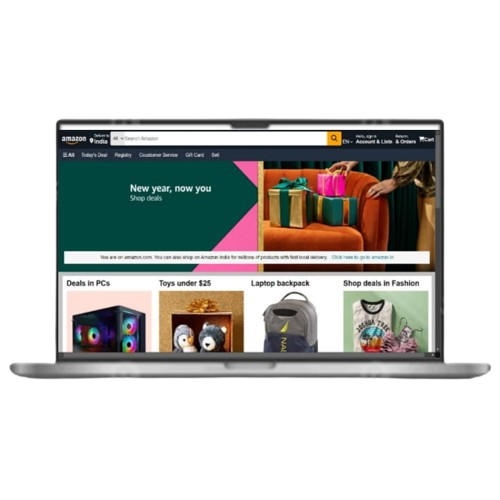 amazon
Deliver to
India
All
Search Amazon
EN
Hello, sign in
Account & Lists
Returns
& Orders
Cart
All Today's Deal Registry Coustomer Service Gift Card Sell
New year, now you
Shop deals
You are on amazon.com. You can also shop on Amazon India for millions of products with fast local delivery. Click here to go to amazon.in
Deals in PCs
Toys under $25
Laptop backpack
Shop deals in Fashion
JOSHUA TREE